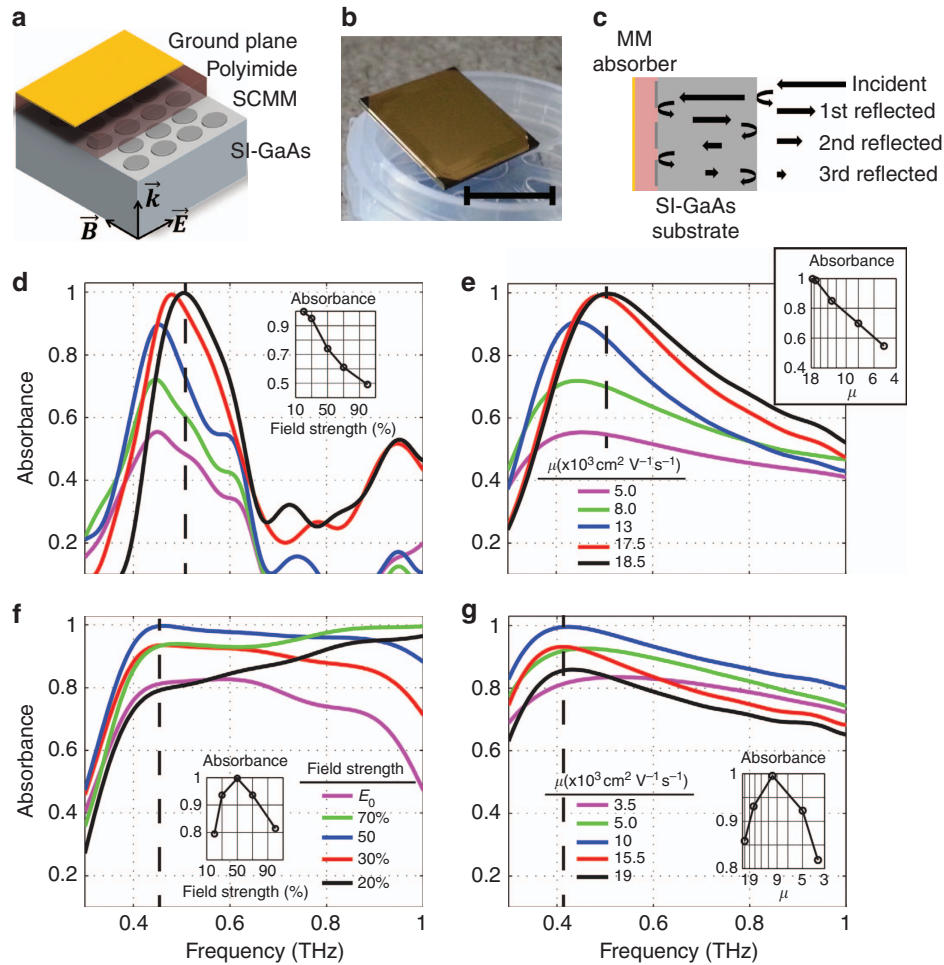 a
Ground plane
Polyimide
SCMM
SI-GaAs
k
B
E
b
c
MM
absorber
Incident
1st reflected
2nd reflected
3rd reflected
SI-GaAs
substrate
d
1
0.8
0.6
0.4
0.2
Absorbance
Absorbance
0.9
0.7
0.5
10 50 90
Field strength (%)
e
1
0.8
0.6
0.4
0.2
Absorbance
1
0.8
0.6
0.4
18 10 6 4
μ
μ(x10³ cm² V⁻¹ s⁻¹)
5.0
8.0
13
17.5
18.5
f
1
0.8
0.6
0.4
0.2
Absorbance
Absorbance
1
0.9
0.8
10 50 90
Field strength (%)
Field strength
E₀
70%
50
30%
20%
0.4 0.6 0.8 1
Frequency (THz)
g
1
0.8
0.6
0.4
0.2
μ(x10³ cm² V⁻¹ s⁻¹)
3.5
5.0
10
15.5
19
Absorbance
1
0.9
0.8
19 9 5 3
μ
0.4 0.6 0.8 1
Frequency (THz)